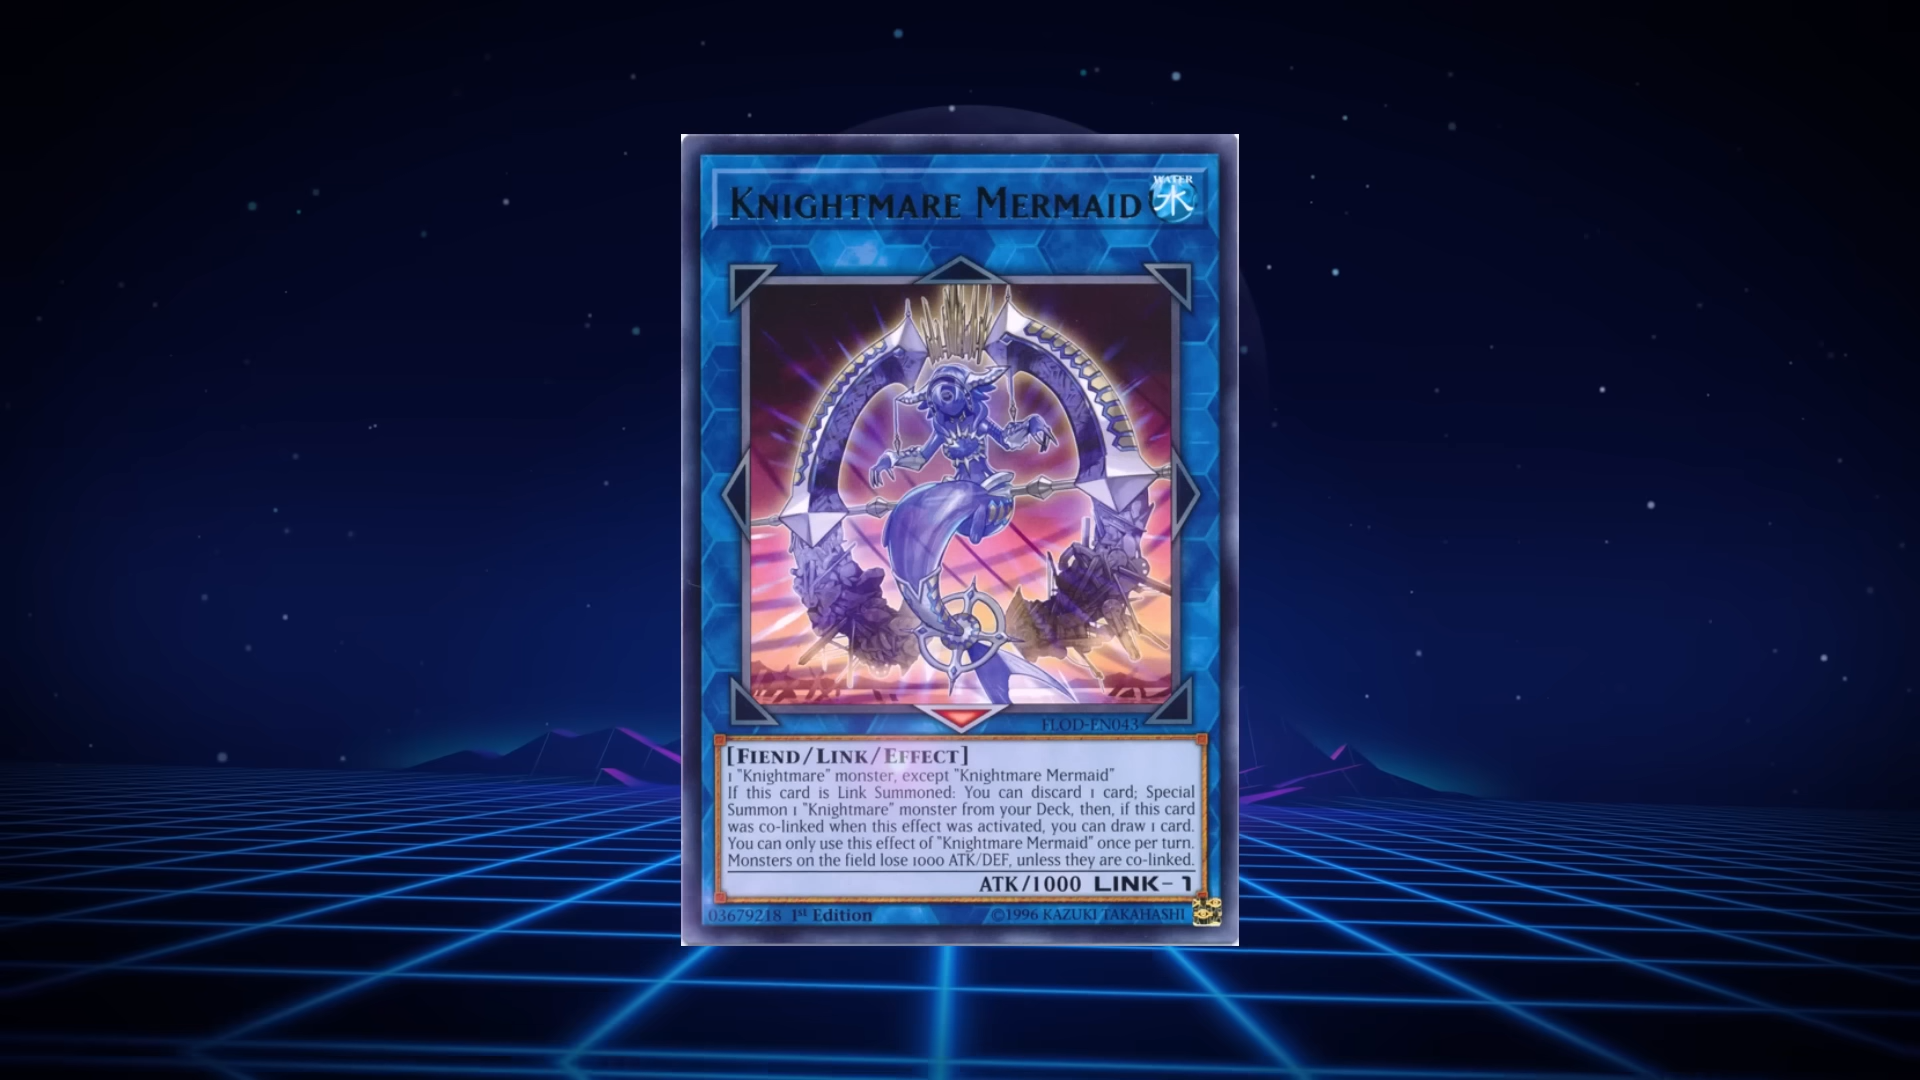 KNIGHTMARE MERMAID
WATER
水
FLOD-EN043
[FIEND/LINK/EFFECT]
1 "Knightmare" monster, except "Knightmare Mermaid"
If this card is Link Summoned: You can discard 1 card; Special
Summon 1 "Knightmare" monster from your Deck, then, if this card
was co-linked when this effect was activated, you can draw 1 card.
You can only use this effect of "Knightmare Mermaid" once per turn.
Monsters on the field lose 1000 ATK/DEF, unless they are co-linked.
ATK/1000 LINK-1
03679218 1st Edition ©1996 KAZUKI TAKAHASHI